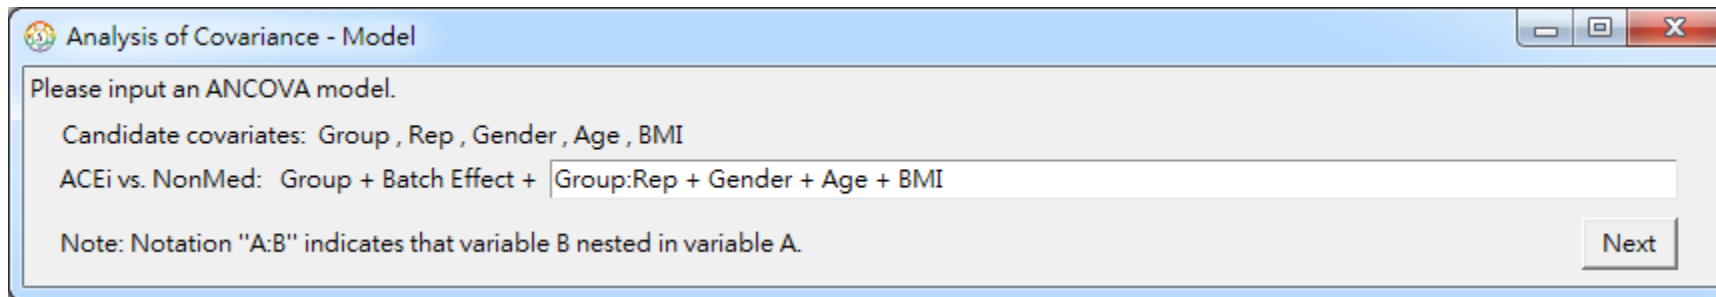 Analysis of Covariance - Model
Please input an ANCOVA model.
Candidate covariates: Group , Rep , Gender , Age , BMI
ACEi vs. NonMed: Group + Batch Effect + Group:Rep + Gender + Age + BMI
Note: Notation "A:B" indicates that variable B nested in variable A.
Next